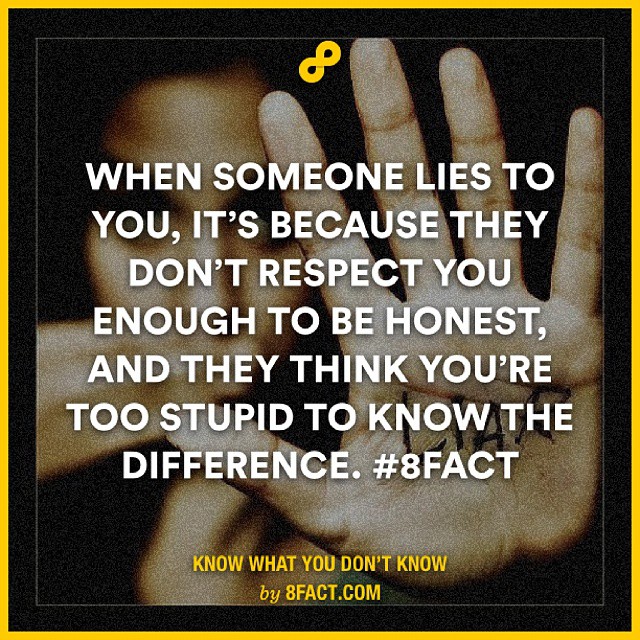 WHEN SOMEONE LIES TO
YOU, IT'S BECAUSE THEY
DON'T RESPECT YOU
ENOUGH TO BE HONEST,
AND THEY THINK YOU'RE
TOO STUPID TO KNOW THE
LIAR
DIFFERENCE. #8FACT
KNOW WHAT YOU DON'T KNOW
by 8FACT.COM